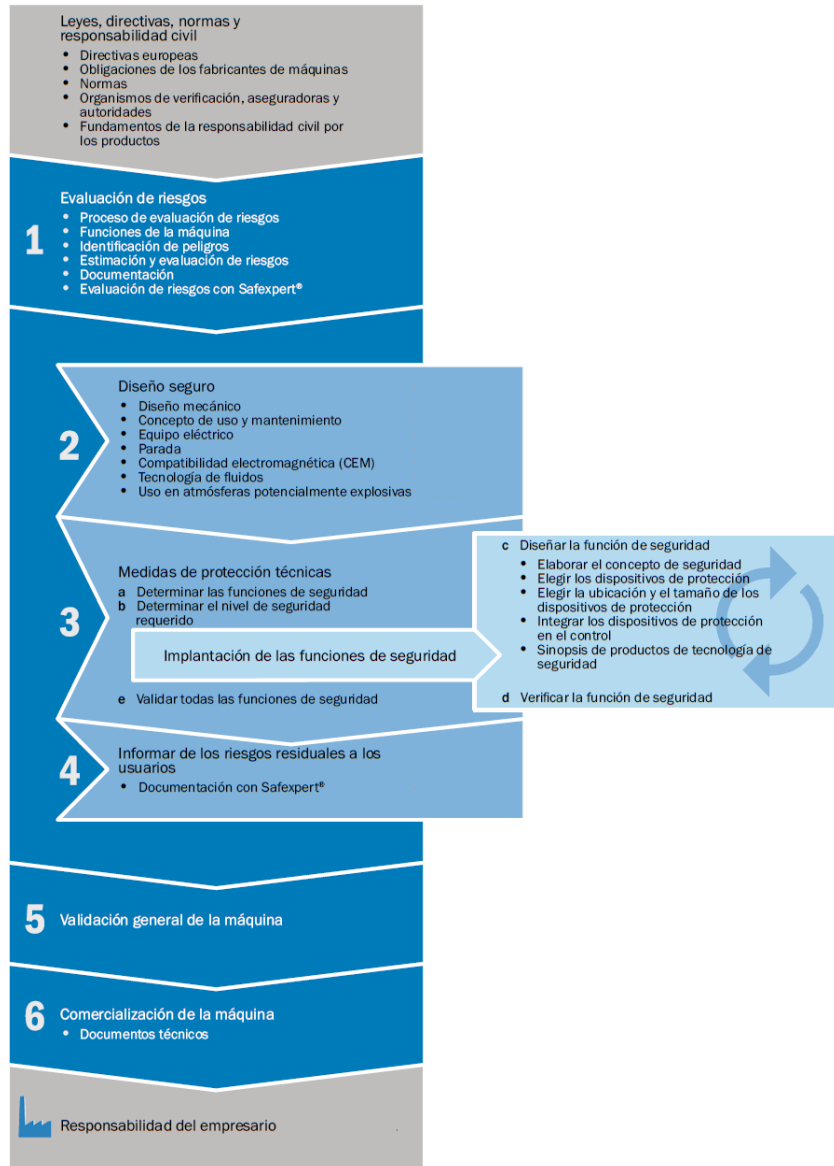 Leyes, directivas, normas y
responsabilidad civil
• Directivas europeas
• Obligaciones de los fabricantes de máquinas
• Normas
• Organismos de verificación, aseguradoras y
autoridades
• Fundamentos de la responsabilidad civil por
los productos
1
Evaluación de riesgos
• Proceso de evaluación de riesgos
• Funciones de la máquina
• Identificación de peligros
• Estimación y evaluación de riesgos
• Documentación
• Evaluación de riesgos con Safexpert®
2
Diseño seguro
• Diseño mecánico
• Concepto de uso y mantenimiento
• Equipo eléctrico
• Parada
• Compatibilidad electromagnética (CEM)
• Tecnología de fluidos
• Uso en atmósferas potencialmente explosivas
3
Medidas de protección técnicas
a Determinar las funciones de seguridad
b Determinar el nivel de seguridad
requerido
Implantación de las funciones de seguridad
c Diseñar la función de seguridad
• Elaborar el concepto de seguridad
• Elegir los dispositivos de protección
• Elegir la ubicación y el tamaño de los
dispositivos de protección
• Integrar los dispositivos de protección
en el control
• Sinopsis de productos de tecnología de
seguridad
d Verificar la función de seguridad
e Validar todas las funciones de seguridad
4
Informar de los riesgos residuales a los
usuarios
• Documentación con Safexpert®
5
Validación general de la máquina
6
Comercialización de la máquina
• Documentos técnicos
Responsabilidad del empresario